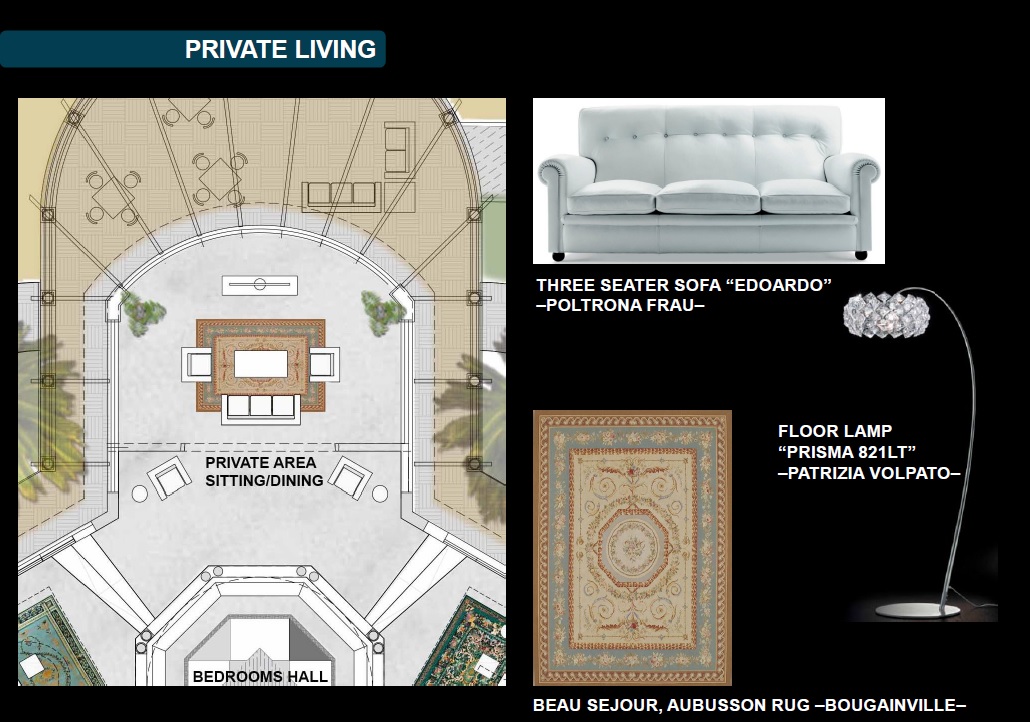 PRIVATE LIVING
PRIVATE AREA
SITTING/DINING
BEDROOMS HALL
THREE SEATER SOFA “EDOARDO”
–POLTRONA FRAU–
FLOOR LAMP
“PRISMA 821LT”
–PATRIZIA VOLPATO–
BEAU SEJOUR, AUBUSSON RUG –BOUGAINVILLE–